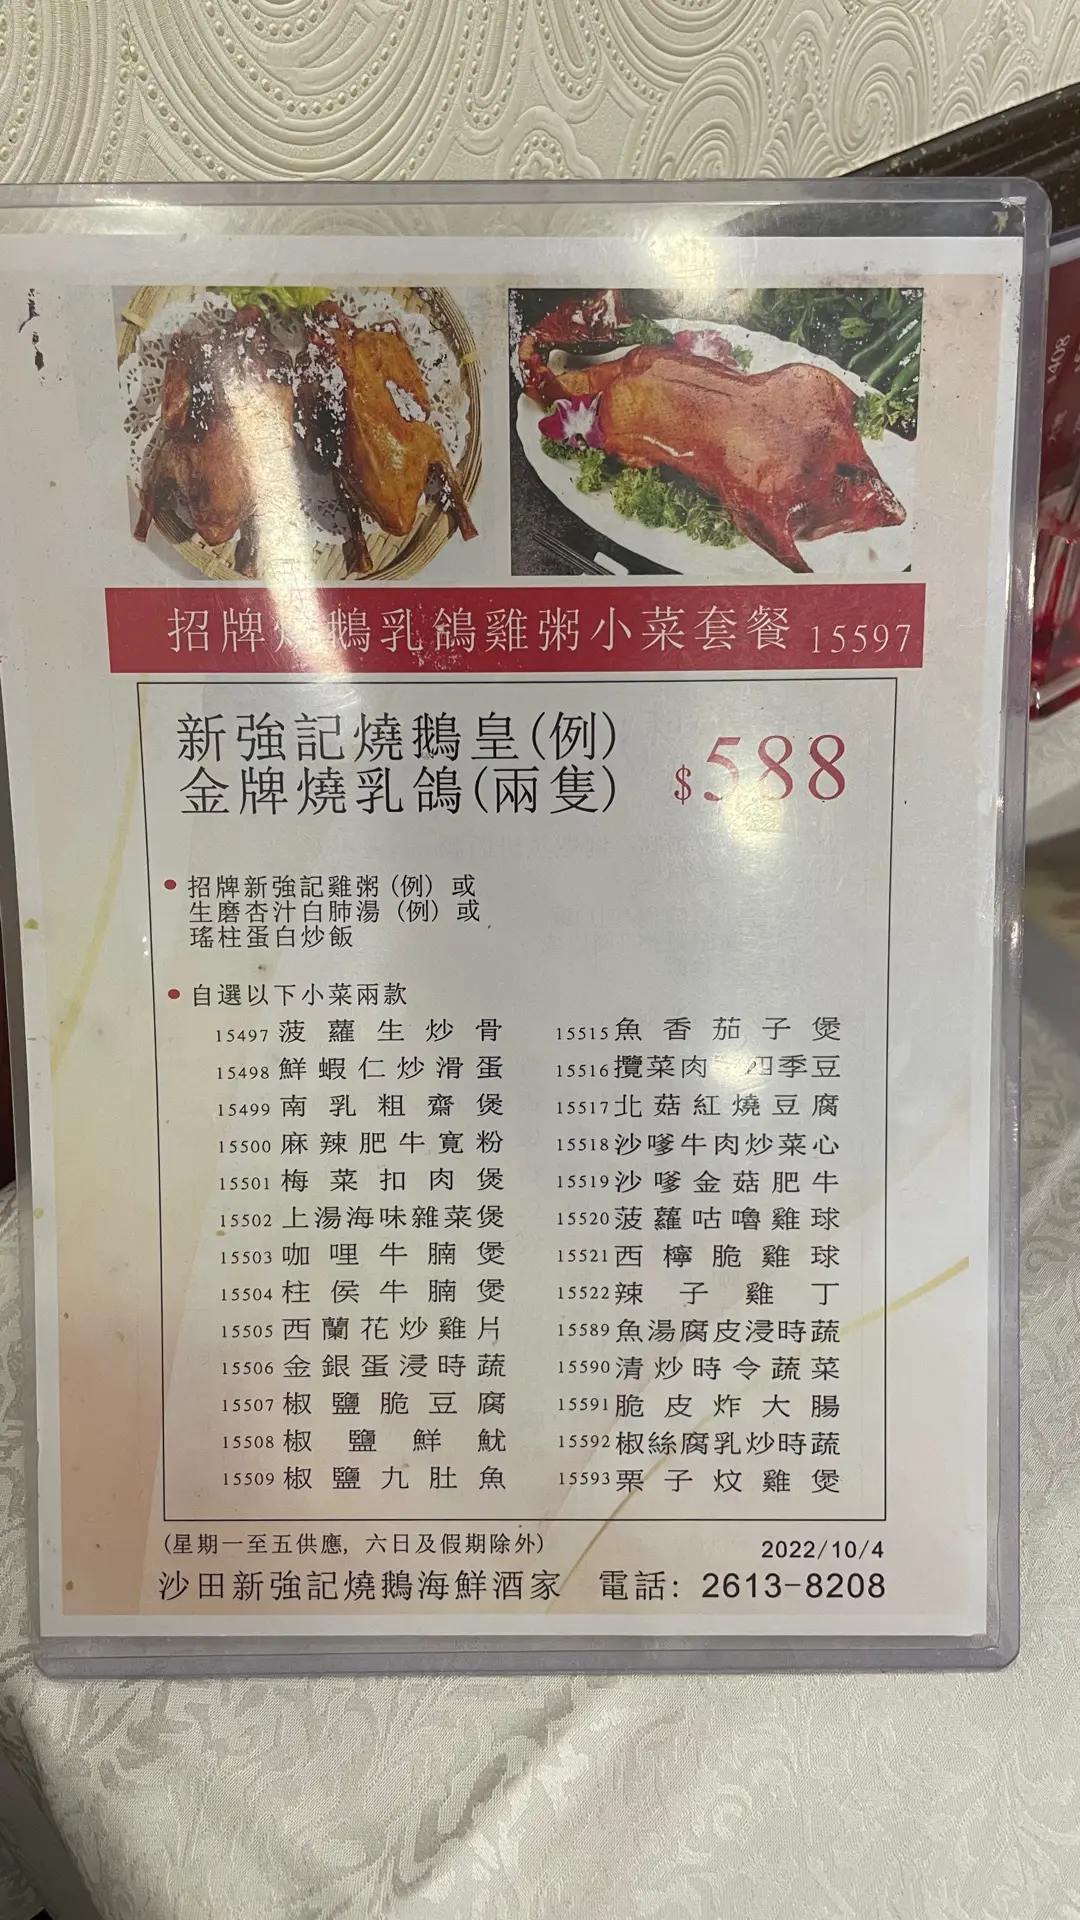 招牌燒鵝乳鴿雞粥小菜套餐 15597
新強記燒鵝皇(例)
金牌燒乳鴿(兩隻)
$588
• 招牌新強記雞粥 (例) 或
生磨杏汁白肺湯 (例) 或
瑤柱蛋白炒飯
• 自選以下小菜兩款
15497 菠蘿生炒骨
15498 鮮蝦仁炒滑蛋
15499 南乳粗齋煲
15500 麻辣肥牛寬粉
15501 梅菜扣肉煲
15502 上湯海味雜菜煲
15503 咖哩牛腩煲
15504 柱侯牛腩煲
15505 西蘭花炒雞片
15506 金銀蛋浸時蔬
15507 椒鹽脆豆腐
15508 椒鹽鮮魷
15509 椒鹽九肚魚
15515 魚香茄子煲
15516 攬菜肉 四季豆
15517 北菇紅燒豆腐
15518 沙嗲牛肉炒菜心
15519 沙嗲金菇肥牛
15520 菠蘿咕嚕雞球
15521 西檸脆雞球
15522 辣子雞丁
15589 魚湯腐皮浸時蔬
15590 清炒時令蔬菜
15591 脆皮炸大腸
15592 椒絲腐乳炒時蔬
15593 栗子炆雞煲
(星期一至五供應, 六日及假期除外)
2022/10/4
沙田新強記燒鵝海鮮酒家 電話: 2613-8208
1408